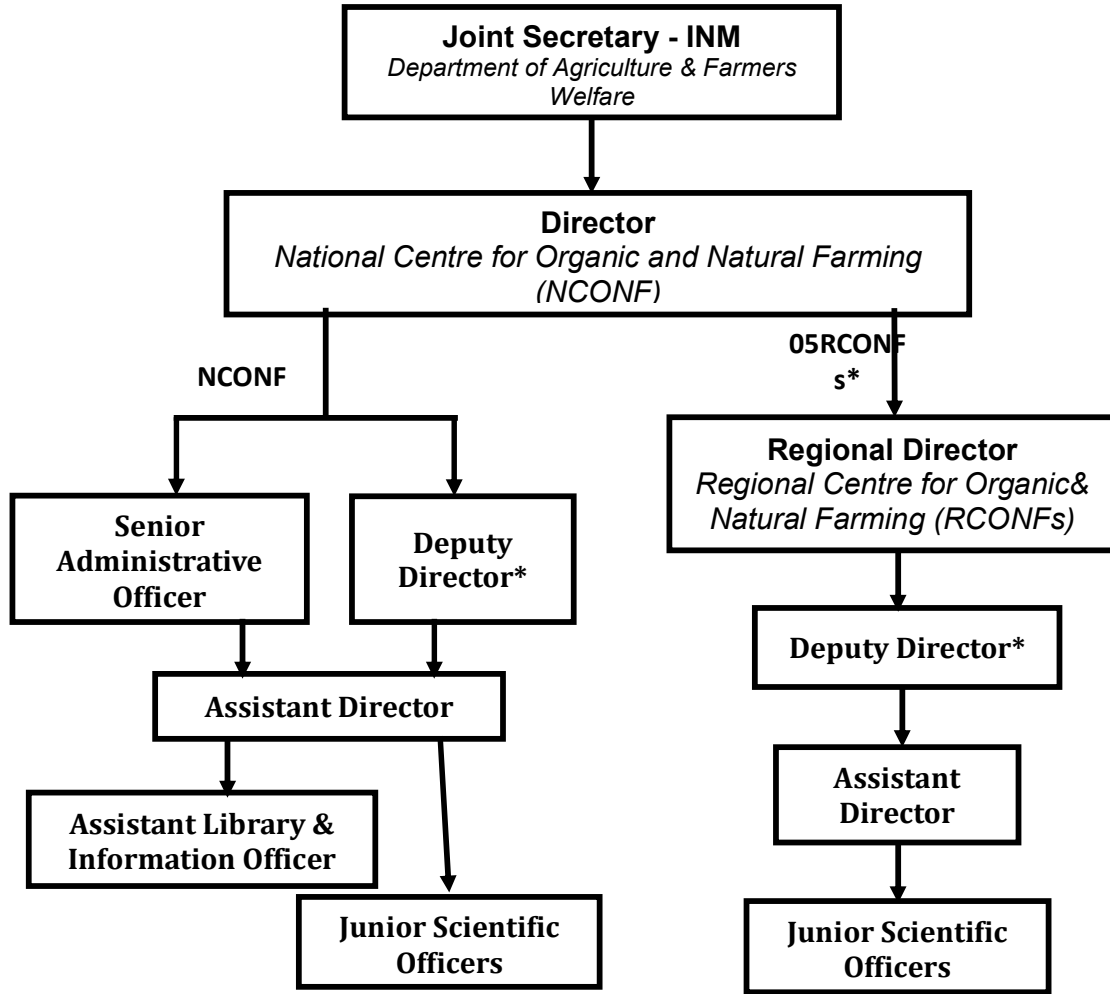 Joint Secretary - INM
Department of Agriculture & Farmers
Welfare
Director
National Centre for Organic and Natural Farming
(NCONF)
NCONF
05RCONF
s*
Senior
Administrative
Officer
Deputy
Director*
Regional Director
Regional Centre for Organic&
Natural Farming (RCONFs)
Deputy Director*
Assistant Director
Assistant
Director
Assistant Library &
Information Officer
Junior Scientific
Officers
Junior Scientific
Officers